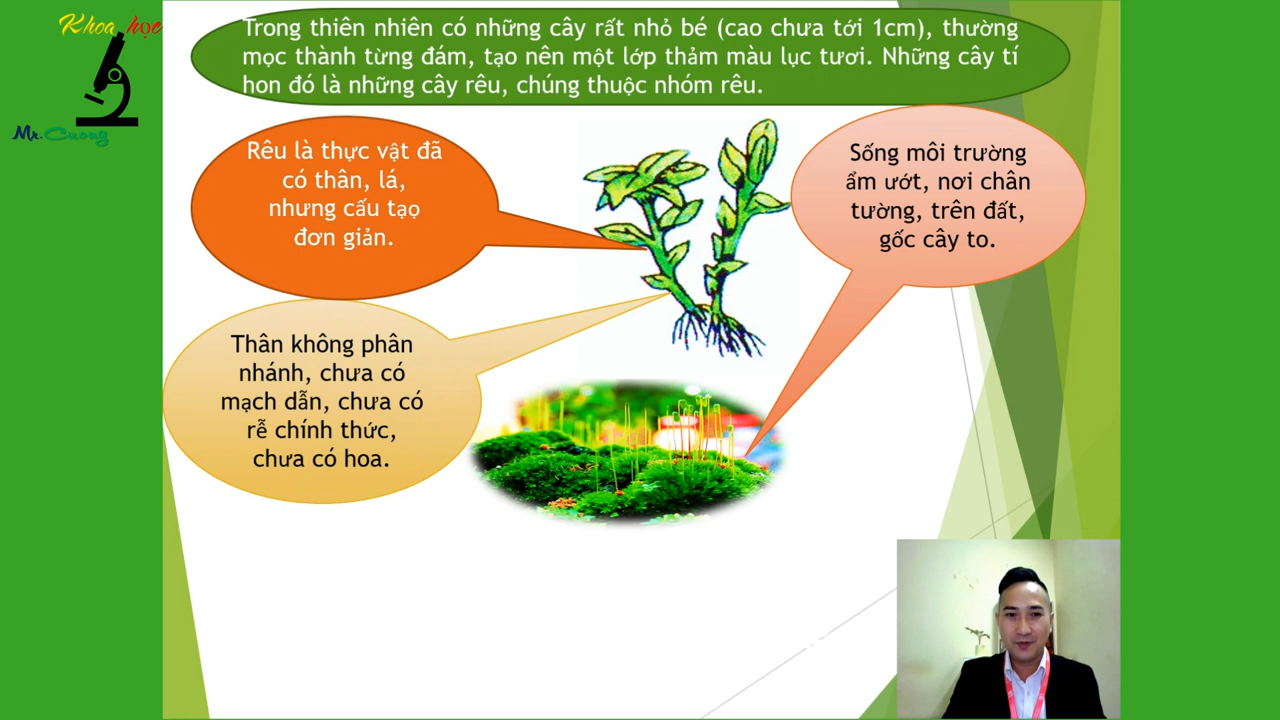 Khoa học
Mr.Cuong
Trong thiên nhiên có những cây rất nhỏ bé (cao chưa tới 1cm), thường
mọc thành từng đám, tạo nên một lớp thảm màu lục tươi. Những cây tí
hon đó là những cây rêu, chúng thuộc nhóm rêu.
Rêu là thực vật đã
có thân, lá,
nhưng cấu tạọ
đơn giản.
Sống môi trường
ẩm ướt, nơi chân
tường, trên đất,
gốc cây to.
Thân không phân
nhánh, chưa có
mạch dẫn, chưa có
rễ chính thức,
chưa có hoa.